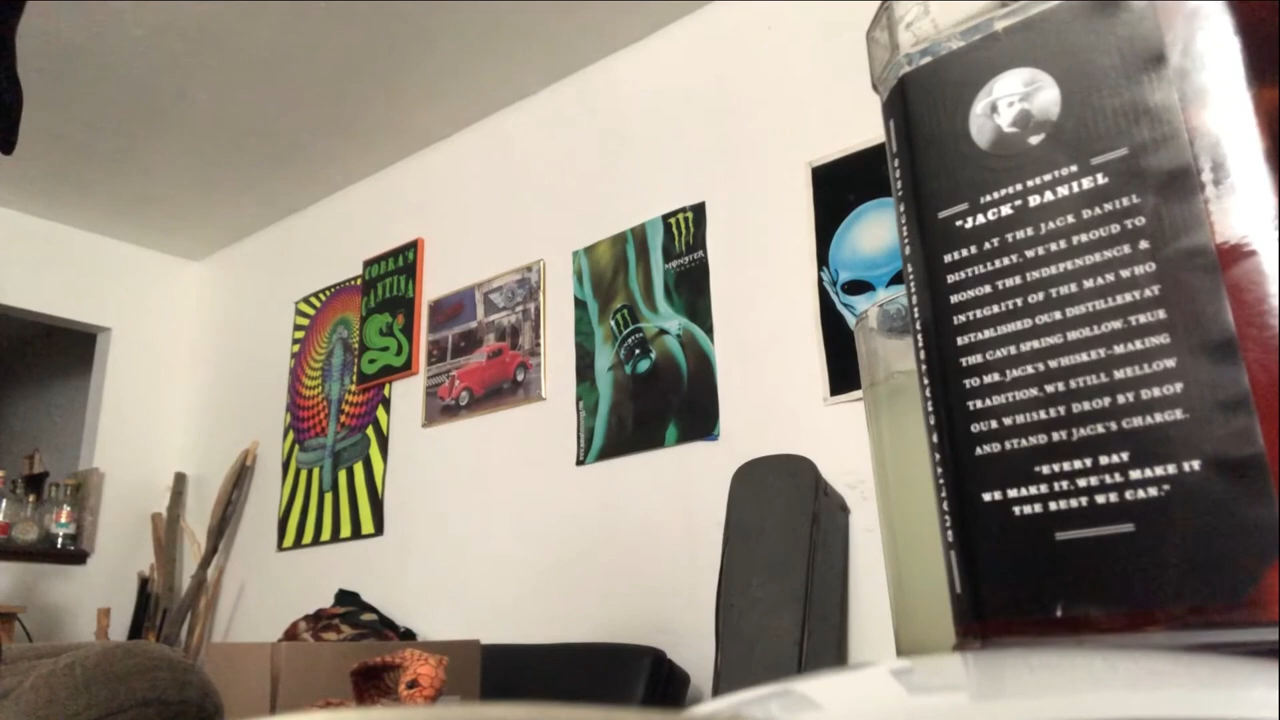 COBRA'S
CANTINA
MONSTER
ENERGY
MONSTER
JASPER NEWTON
"JACK" DANIEL
HERE AT THE JACK DANIEL
DISTILLERY, WE'RE PROUD TO
HONOR THE INDEPENDENCE &
INTEGRITY OF THE MAN WHO
ESTABLISHED OUR DISTILLERY AT
THE CAVE SPRING HOLLOW. TRUE
TO MR. JACK'S WHISKEY-MAKING
TRADITION, WE STILL MELLOW
OUR WHISKEY DROP BY DROP
AND STAND BY JACK'S CHARGE.
"EVERY DAY
WE MAKE IT, WE'LL MAKE IT
THE BEST WE CAN."
QUALITY & CRAFTSMANSHIP SINCE